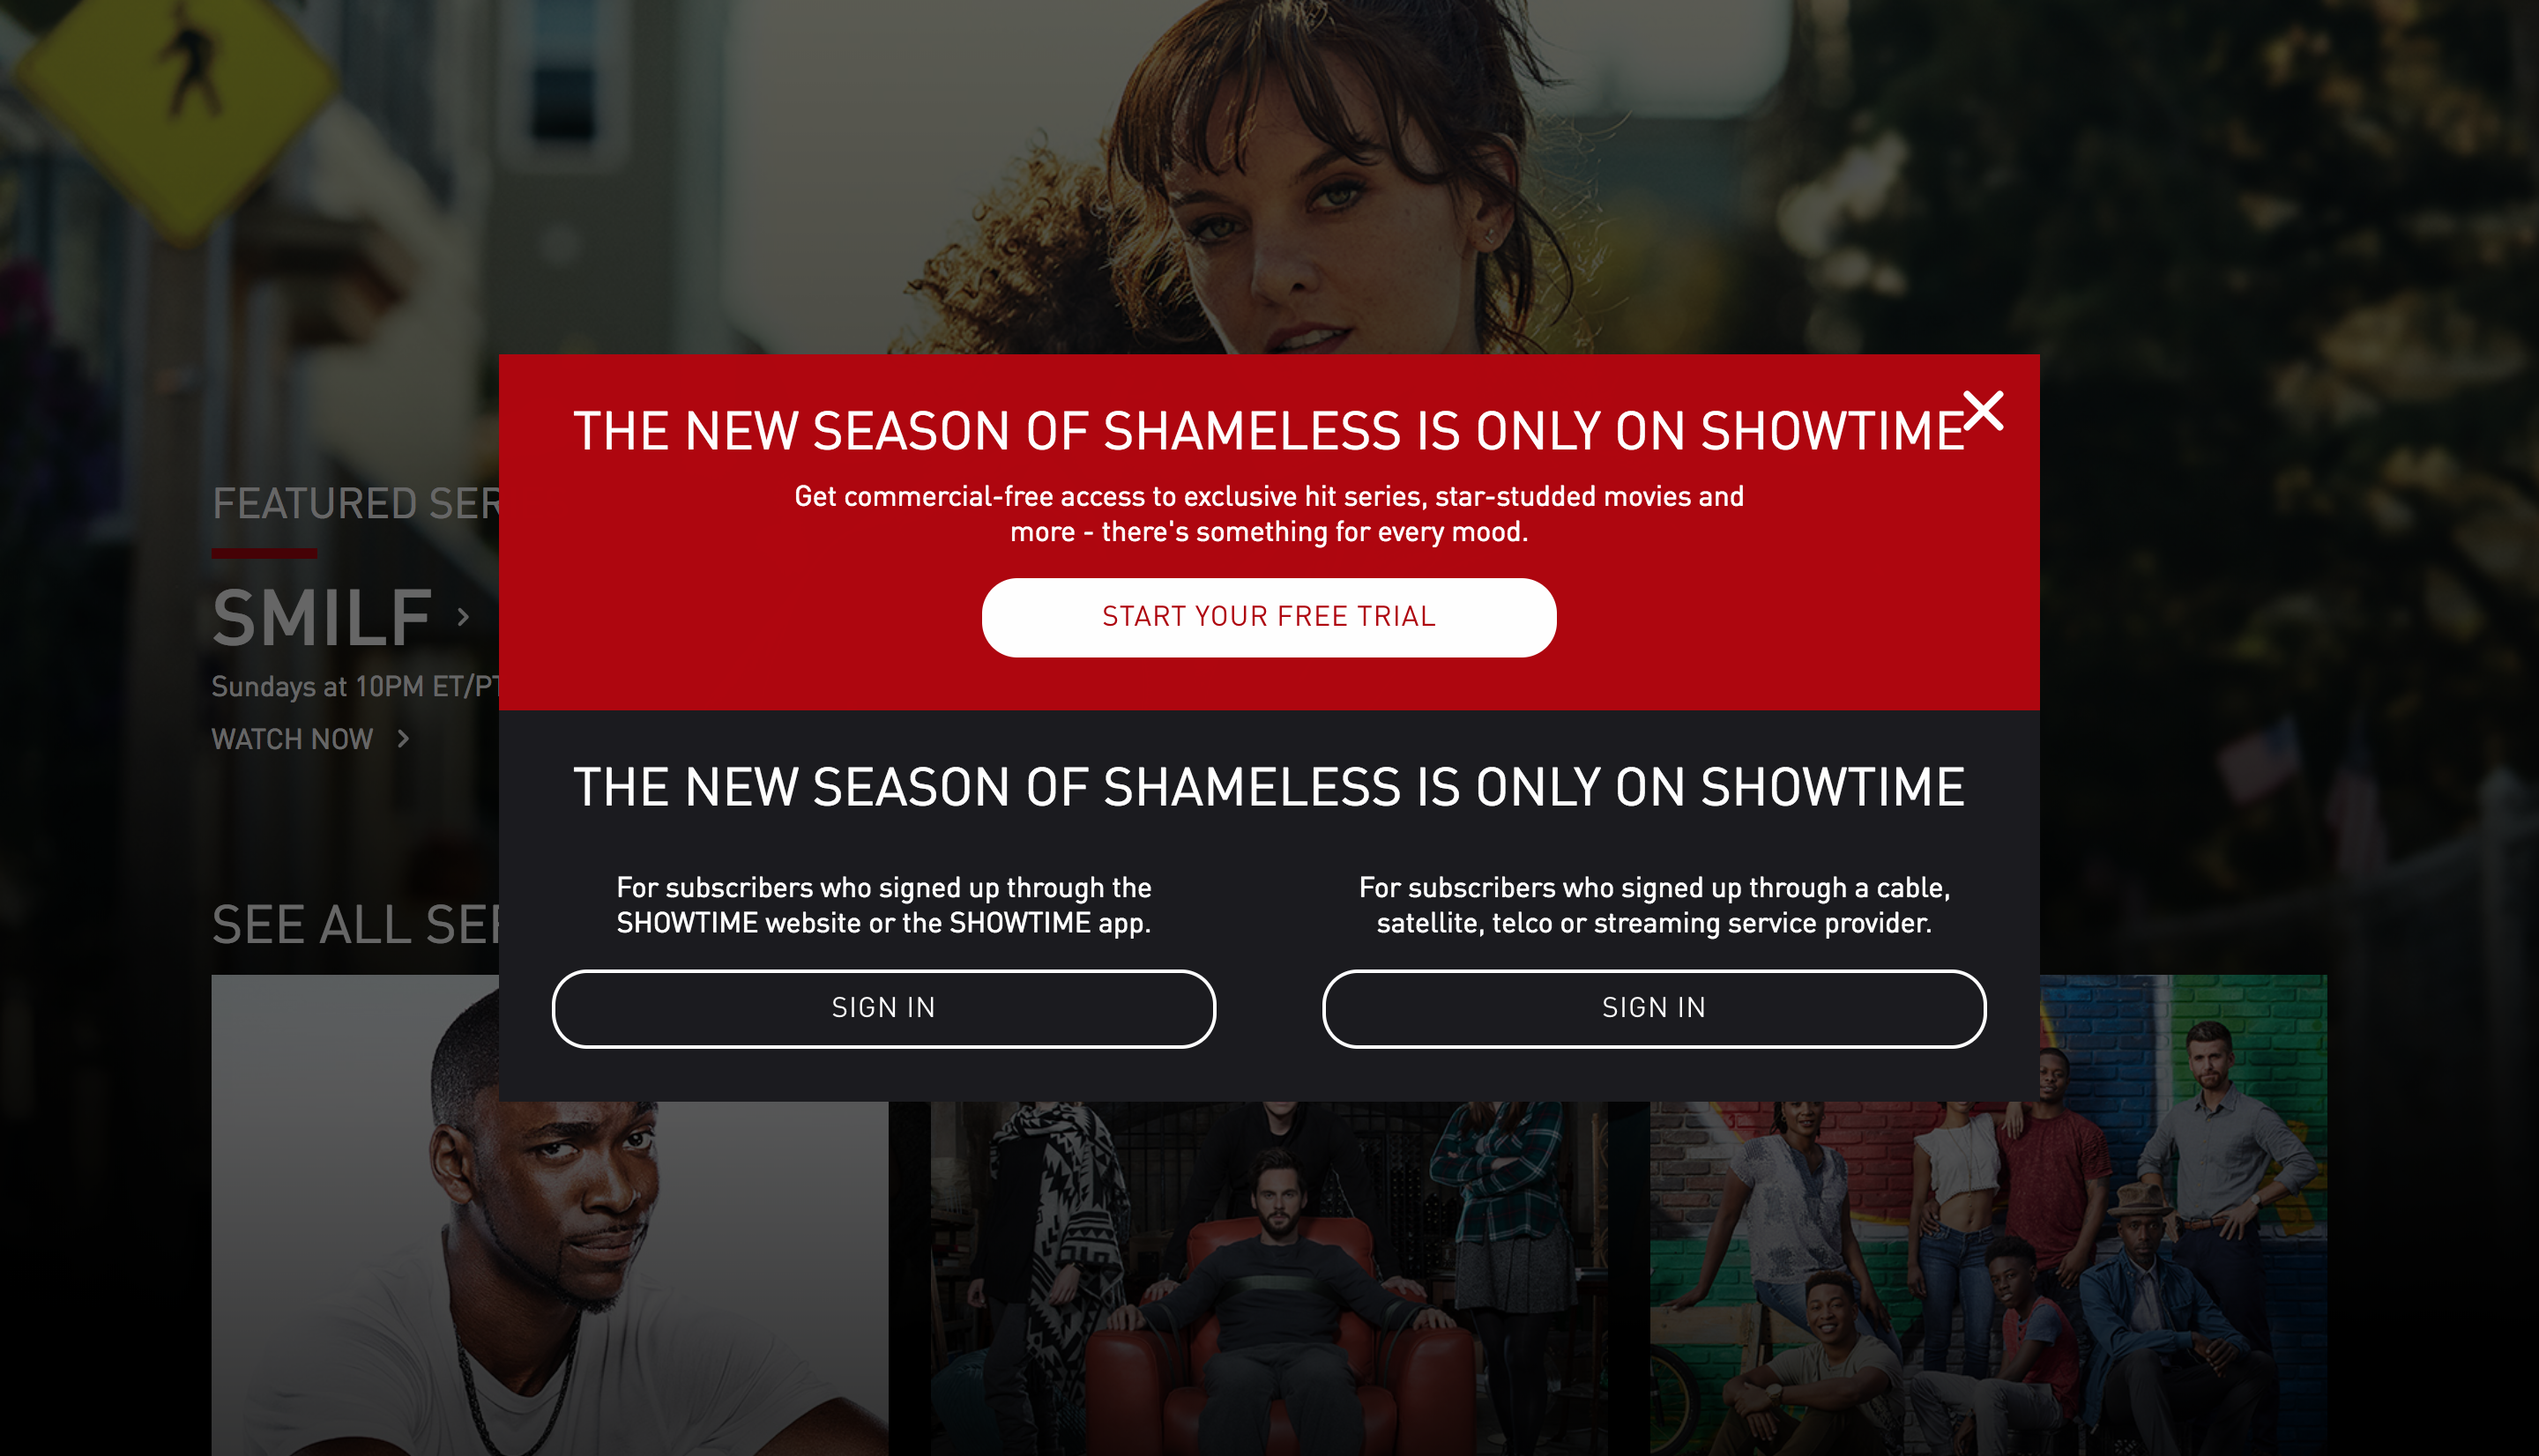 THE NEW SEASON OF SHAMELESS IS ONLY ON SHOWTIME
Get commercial-free access to exclusive hit series, star-studded movies and
more - there's something for every mood.
START YOUR FREE TRIAL
THE NEW SEASON OF SHAMELESS IS ONLY ON SHOWTIME
For subscribers who signed up through the
SHOWTIME website or the SHOWTIME app.
SIGN IN
For subscribers who signed up through a cable,
satellite, telco or streaming service provider.
SIGN IN
FEATURED SER
SMILF
Sundays at 10PM ET/PT
WATCH NOW
SEE ALL SER